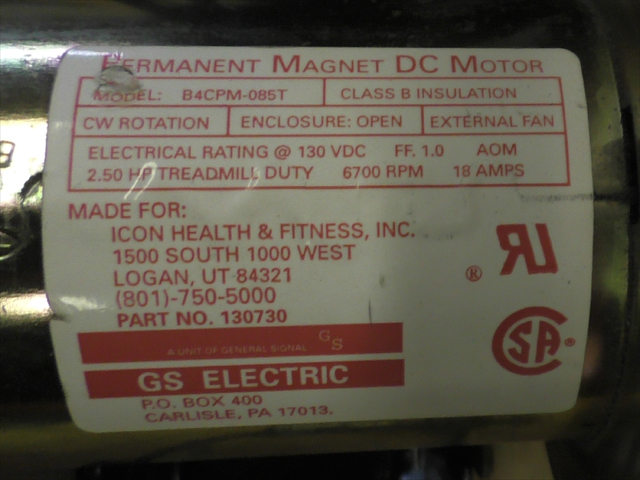 PERMANENT MAGNET DC MOTOR
MODEL: B4CPM-085T CLASS B INSULATION
CW ROTATION ENCLOSURE: OPEN EXTERNAL FAN
ELECTRICAL RATING @ 130 VDC FF. 1.0 AOM
2.50 HP TREADMILL DUTY 6700 RPM 18 AMPS
MADE FOR:
ICON HEALTH & FITNESS, INC.
1500 SOUTH 1000 WEST
LOGAN, UT 84321
(801)-750-5000
PART NO. 130730
GS
A UNIT OF GENERAL SIGNAL
GS ELECTRIC
P.O. BOX 400
CARLISLE, PA 17013.
® RU
CSA ®